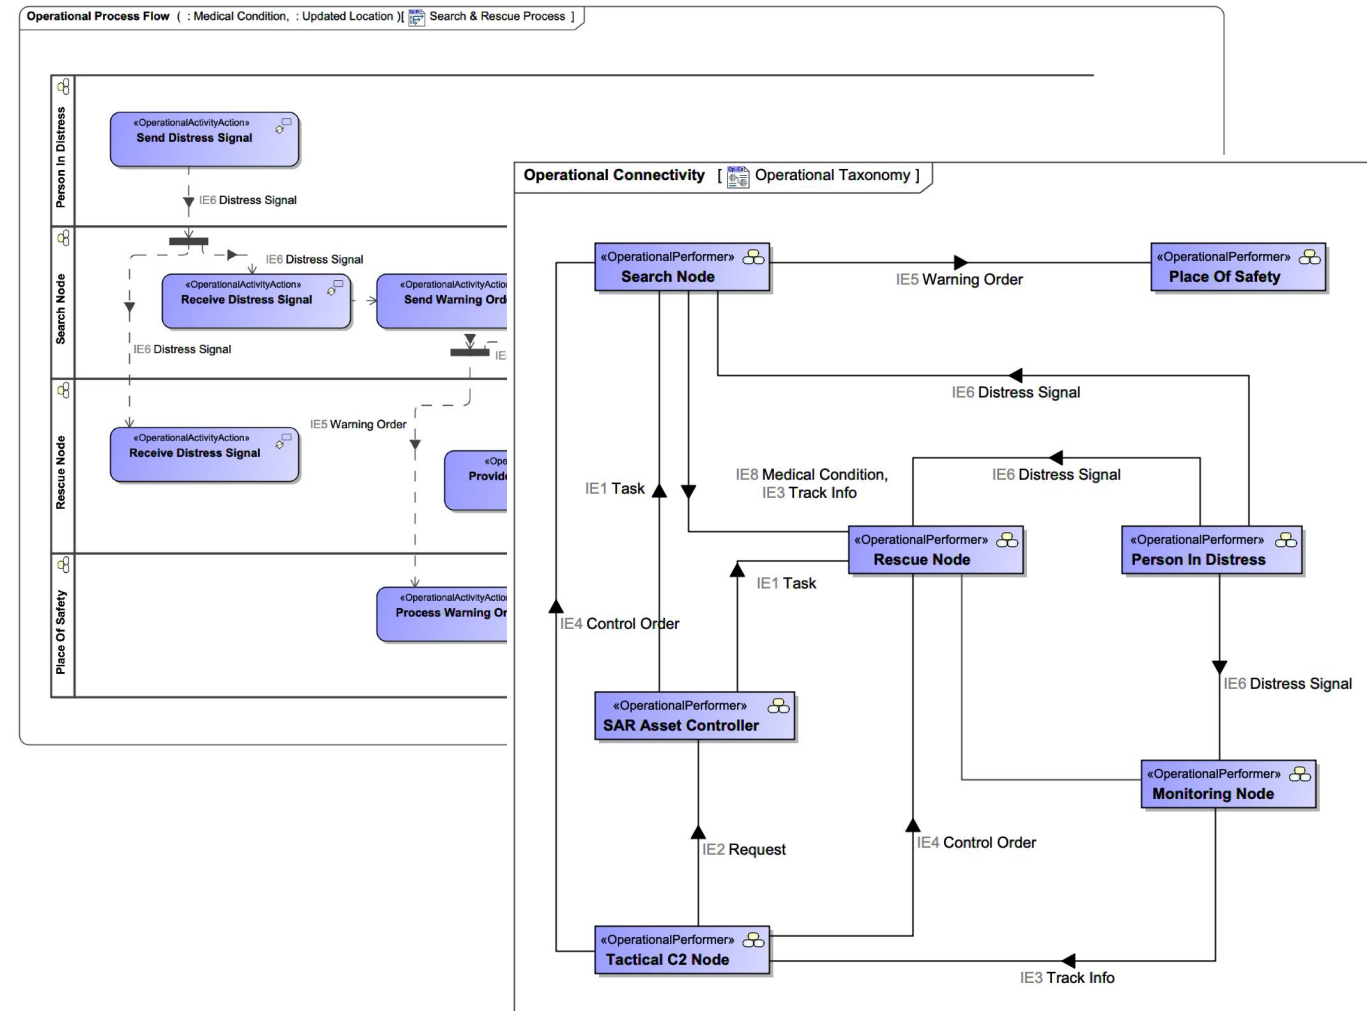 Operational Process Flow ( : Medical Condition, : Updated Location )[ Search & Rescue Process ]
Person In Distress
«OperationalActivityAction»
Send Distress Signal
IE6 Distress Signal
Search Node
IE6 Distress Signal
«OperationalActivityAction»
Receive Distress Signal
«OperationalActivityActio
Send Warning Ord
IE6 Distress Signal
IE
Rescue Node
IE5 Warning Order
«OperationalActivityAction»
Receive Distress Signal
«Ope
Provid
Place Of Safety
«OperationalActivityActio
Process Warning Or
Operational Connectivity [ Operational Taxonomy ]
«OperationalPerformer»
Search Node
IE5 Warning Order
«OperationalPerformer»
Place Of Safety
IE6 Distress Signal
IE6 Distress Signal
IE1 Task
IE8 Medical Condition,
IE3 Track Info
«OperationalPerformer»
Rescue Node
«OperationalPerformer»
Person In Distress
IE1 Task
IE4 Control Order
IE6 Distress Signal
«OperationalPerformer»
SAR Asset Controller
«OperationalPerformer»
Monitoring Node
IE2 Request
IE4 Control Order
«OperationalPerformer»
Tactical C2 Node
IE3 Track Info